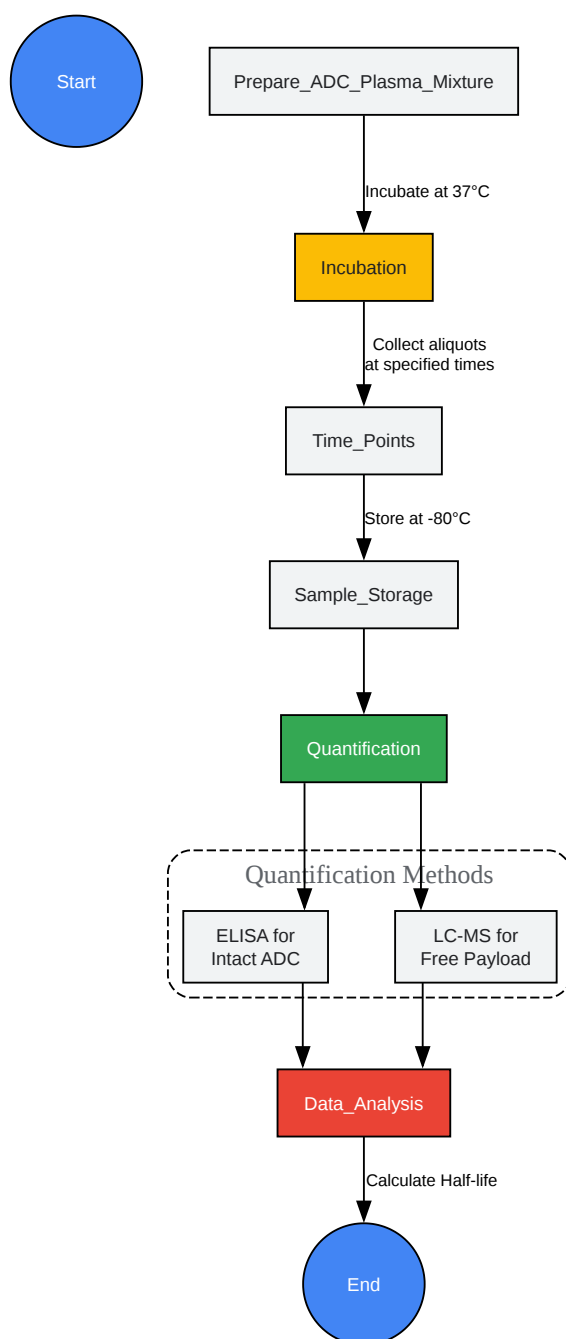 Start
Prepare_ADC_Plasma_Mixture
Incubate at 37°C
Incubation
Collect aliquots
at specified times
Time_Points
Store at -80°C
Sample_Storage
Quantification
Quantification Methods
ELISA for
Intact ADC
LC-MS for
Free Payload
Data_Analysis
Calculate Half-life
End